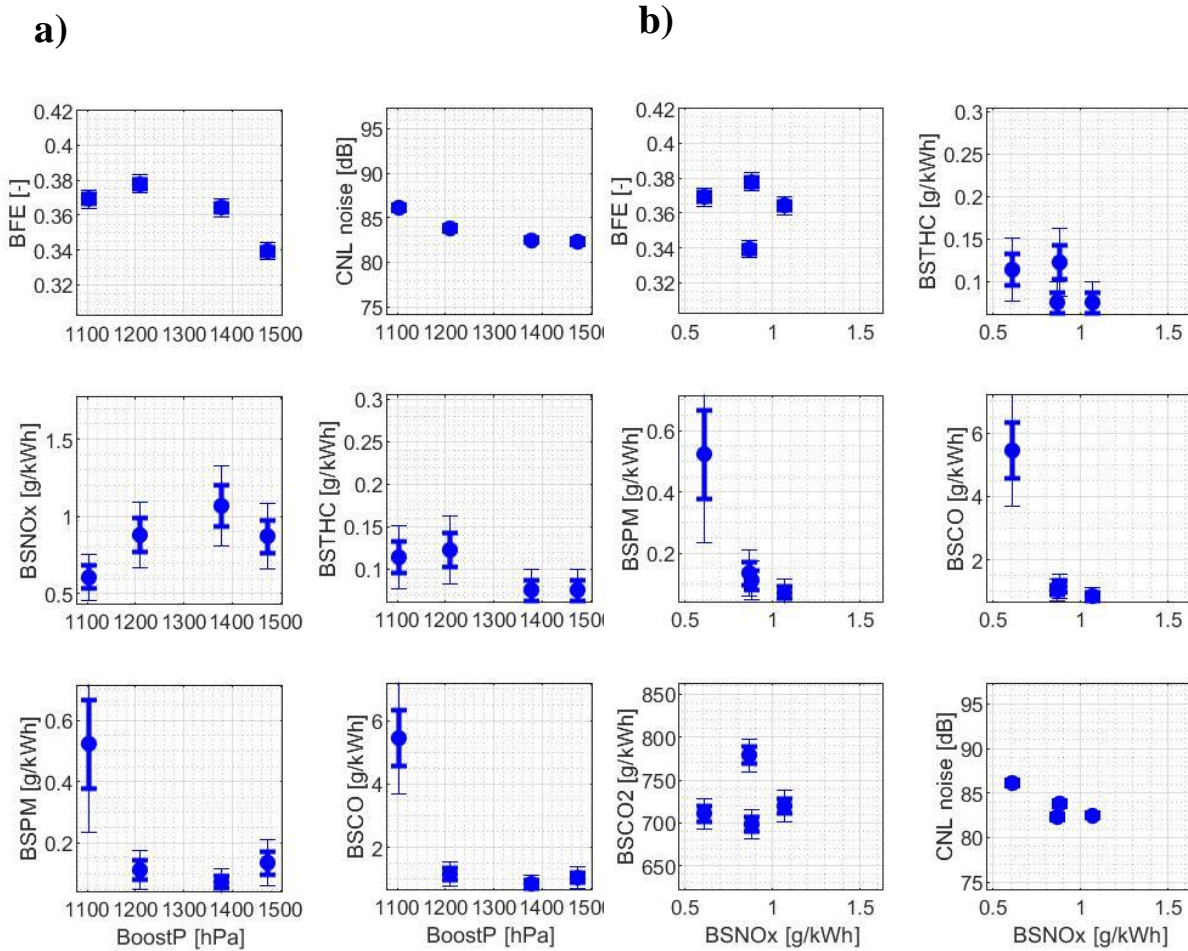 a)
b)
0.42
0.4
0.38
0.36
0.34
0.32
BFE [-]
1100 1200 1300 1400 1500
95
90
85
80
75
CNL noise [dB]
1100 1200 1300 1400 1500
0.42
0.4
0.38
0.36
0.34
0.32
BFE [-]
0.5 1 1.5
0.3
0.25
0.2
0.15
0.1
BSTHC [g/kWh]
0.5 1 1.5
1.5
1
0.5
BSNOx [g/kWh]
1100 1200 1300 1400 1500
0.3
0.25
0.2
0.15
0.1
BSTHC [g/kWh]
1100 1200 1300 1400 1500
0.6
0.4
0.2
BSPM [g/kWh]
0.5 1 1.5
6
4
2
BSCO [g/kWh]
0.5 1 1.5
0.6
0.4
0.2
BSPM [g/kWh]
1100 1200 1300 1400 1500
BoostP [hPa]
6
4
2
BSCO [g/kWh]
1100 1200 1300 1400 1500
BoostP [hPa]
850
800
750
700
650
BSCO2 [g/kWh]
0.5 1 1.5
BSNOx [g/kWh]
95
90
85
80
75
CNL noise [dB]
0.5 1 1.5
BSNOx [g/kWh]